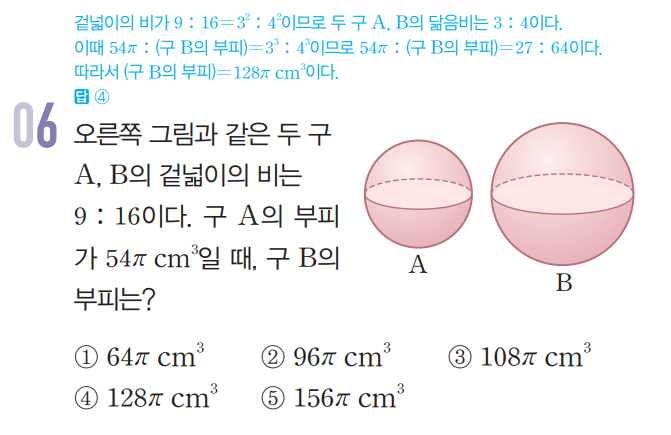 겉넓이의 비가 9 : 16=3²: 4²이므로 두 구 A, B의 닮음비는 3 : 4이다.
이때 54π : (구 B의 부피)=3³ : 4³이므로 54π : (구 B의 부피)=27 : 64이다.
따라서 (구 B의 부피)=128π cm³이다.
답 ④
06
오른쪽 그림과 같은 두 구
A, B의 겉넓이의 비는
9 : 16이다. 구 A의 부피
가 54π cm³일 때, 구 B의
부피는?
A
B
① 64π cm³ ② 96π cm³ ③ 108π cm³
④ 128π cm³ ⑤ 156π cm³